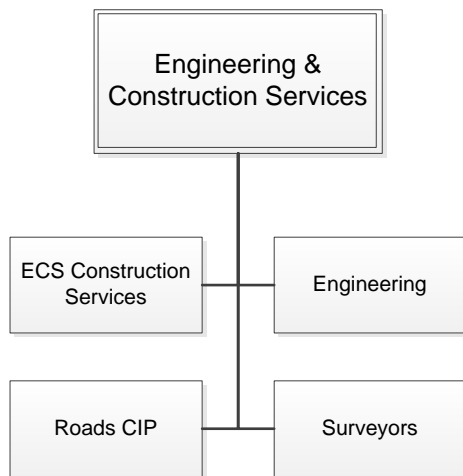 Engineering &
Construction Services
ECS Construction
Services
Engineering
Roads CIP
Surveyors